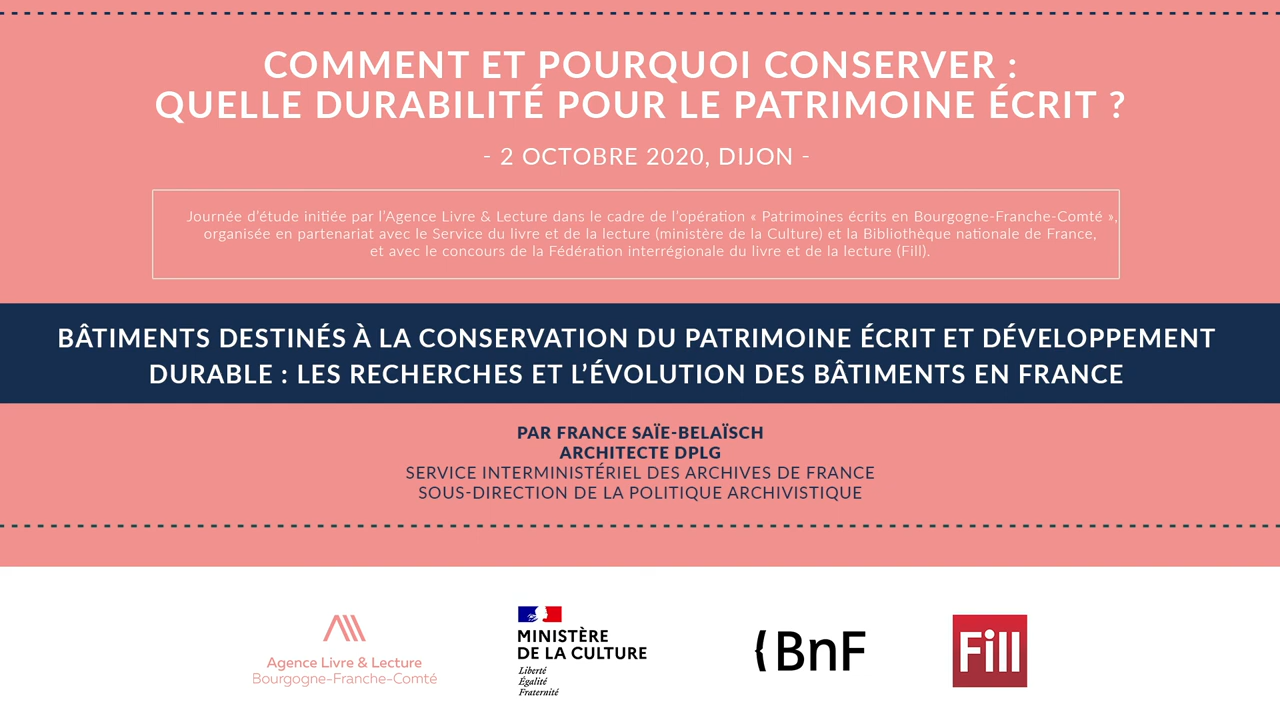 COMMENT ET POURQUOI CONSERVER :
QUELLE DURABILITÉ POUR LE PATRIMOINE ÉCRIT ?
- 2 OCTOBRE 2020, DIJON -
Journée d'étude initiée par l'Agence Livre & Lecture dans le cadre de l'opération « Patrimoines écrits en Bourgogne-Franche-Comté »,
organisée en partenariat avec le Service du livre et de la lecture (ministère de la Culture) et la Bibliothèque nationale de France,
et avec le concours de la Fédération interrégionale du livre et de la lecture (Fill).
BÂTIMENTS DESTINÉS À LA CONSERVATION DU PATRIMOINE ÉCRIT ET DÉVELOPPEMENT
DURABLE : LES RECHERCHES ET L'ÉVOLUTION DES BÂTIMENTS EN FRANCE
PAR FRANCE SAÏE-BELAÏSCH
ARCHITECTE DPLG
SERVICE INTERMINISTÉRIEL DES ARCHIVES DE FRANCE
SOUS-DIRECTION DE LA POLITIQUE ARCHIVISTIQUE
Agence Livre & Lecture
Bourgogne-Franche-Comté
MINISTÈRE
DE LA CULTURE
Liberté
Égalité
Fraternité
BnF
Fill